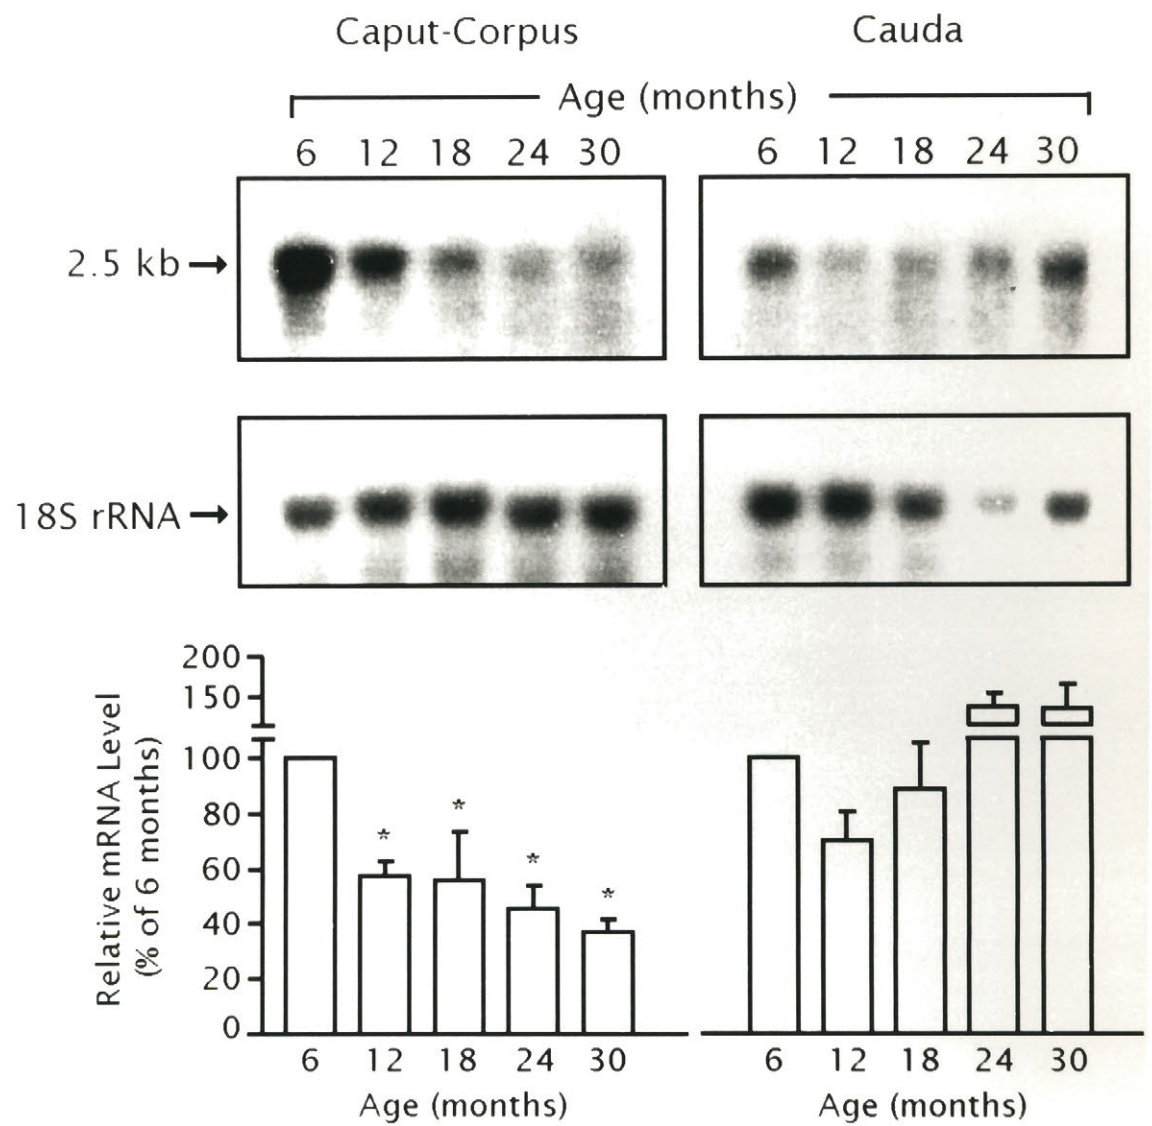 Caput-Corpus Cauda
Age (months)
6 12 18 24 30 6 12 18 24 30
2.5 kb →
18S rRNA →
Relative mRNA Level
(% of 6 months)
200
150
100
80
60
40
20
0
* * * *
6 12 18 24 30 6 12 18 24 30
Age (months) Age (months)